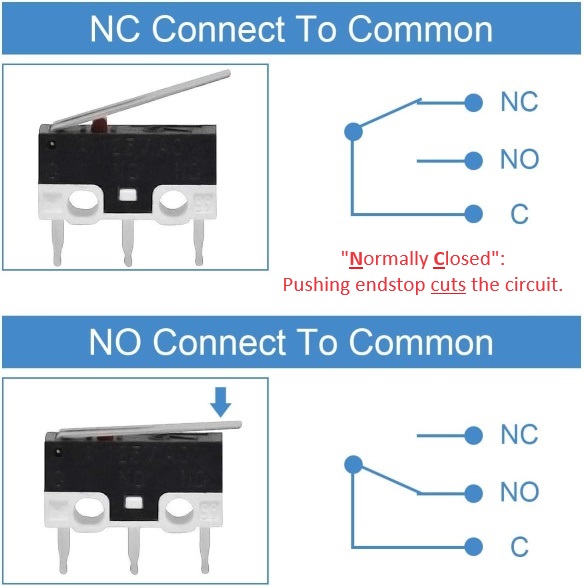 NC Connect To Common
NC
NO
C
"Normally Closed":
Pushing endstop cuts the circuit.
NO Connect To Common
NC
NO
C